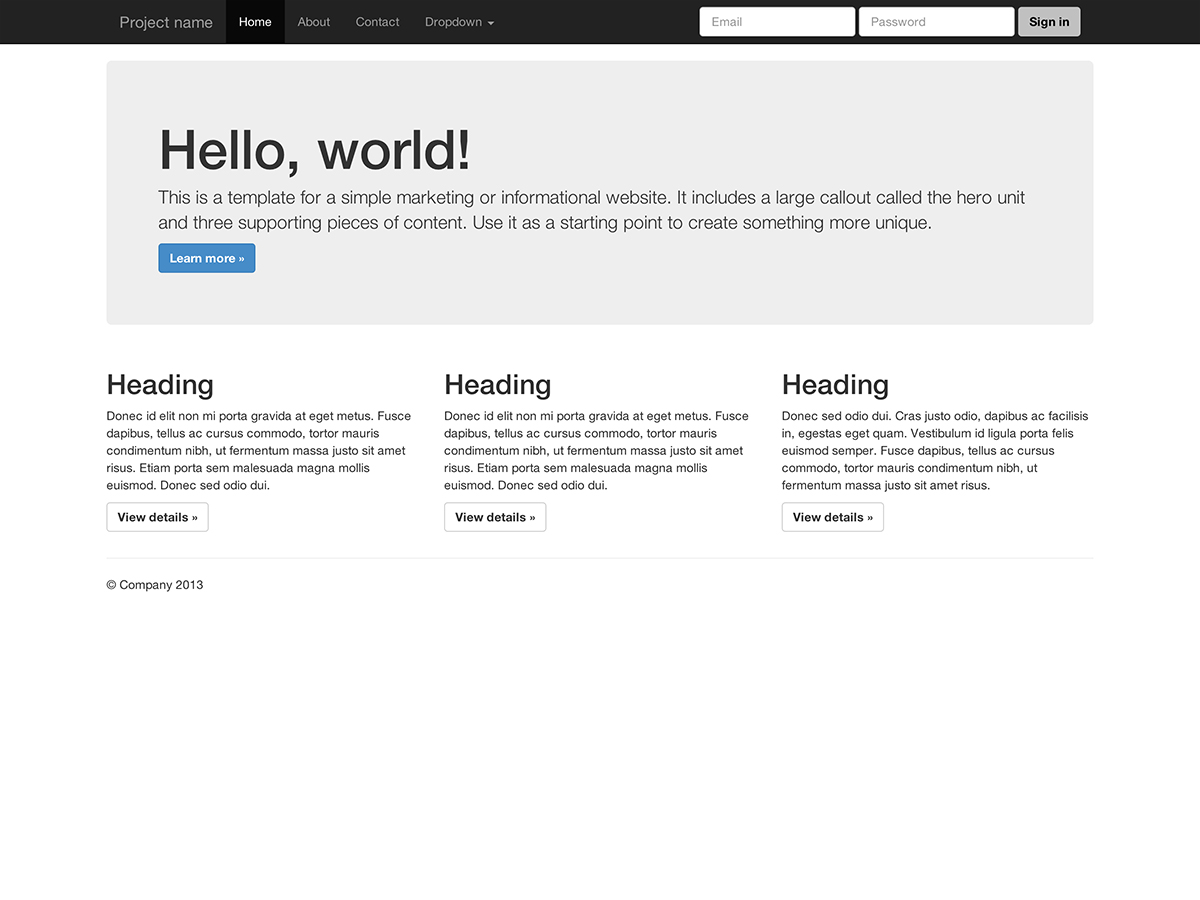 Project name Home About Contact Dropdown Email Password Sign in
Hello, world!
This is a template for a simple marketing or informational website. It includes a large callout called the hero unit
and three supporting pieces of content. Use it as a starting point to create something more unique.
Learn more »
Heading
Donec id elit non mi porta gravida at eget metus. Fusce
dapibus, tellus ac cursus commodo, tortor mauris
condimentum nibh, ut fermentum massa justo sit amet
risus. Etiam porta sem malesuada magna mollis
euismod. Donec sed odio dui.
View details »
Heading
Donec id elit non mi porta gravida at eget metus. Fusce
dapibus, tellus ac cursus commodo, tortor mauris
condimentum nibh, ut fermentum massa justo sit amet
risus. Etiam porta sem malesuada magna mollis
euismod. Donec sed odio dui.
View details »
Heading
Donec sed odio dui. Cras justo odio, dapibus ac facilisis
in, egestas eget quam. Vestibulum id ligula porta felis
euismod semper. Fusce dapibus, tellus ac cursus
commodo, tortor mauris condimentum nibh, ut
fermentum massa justo sit amet risus.
View details »
© Company 2013